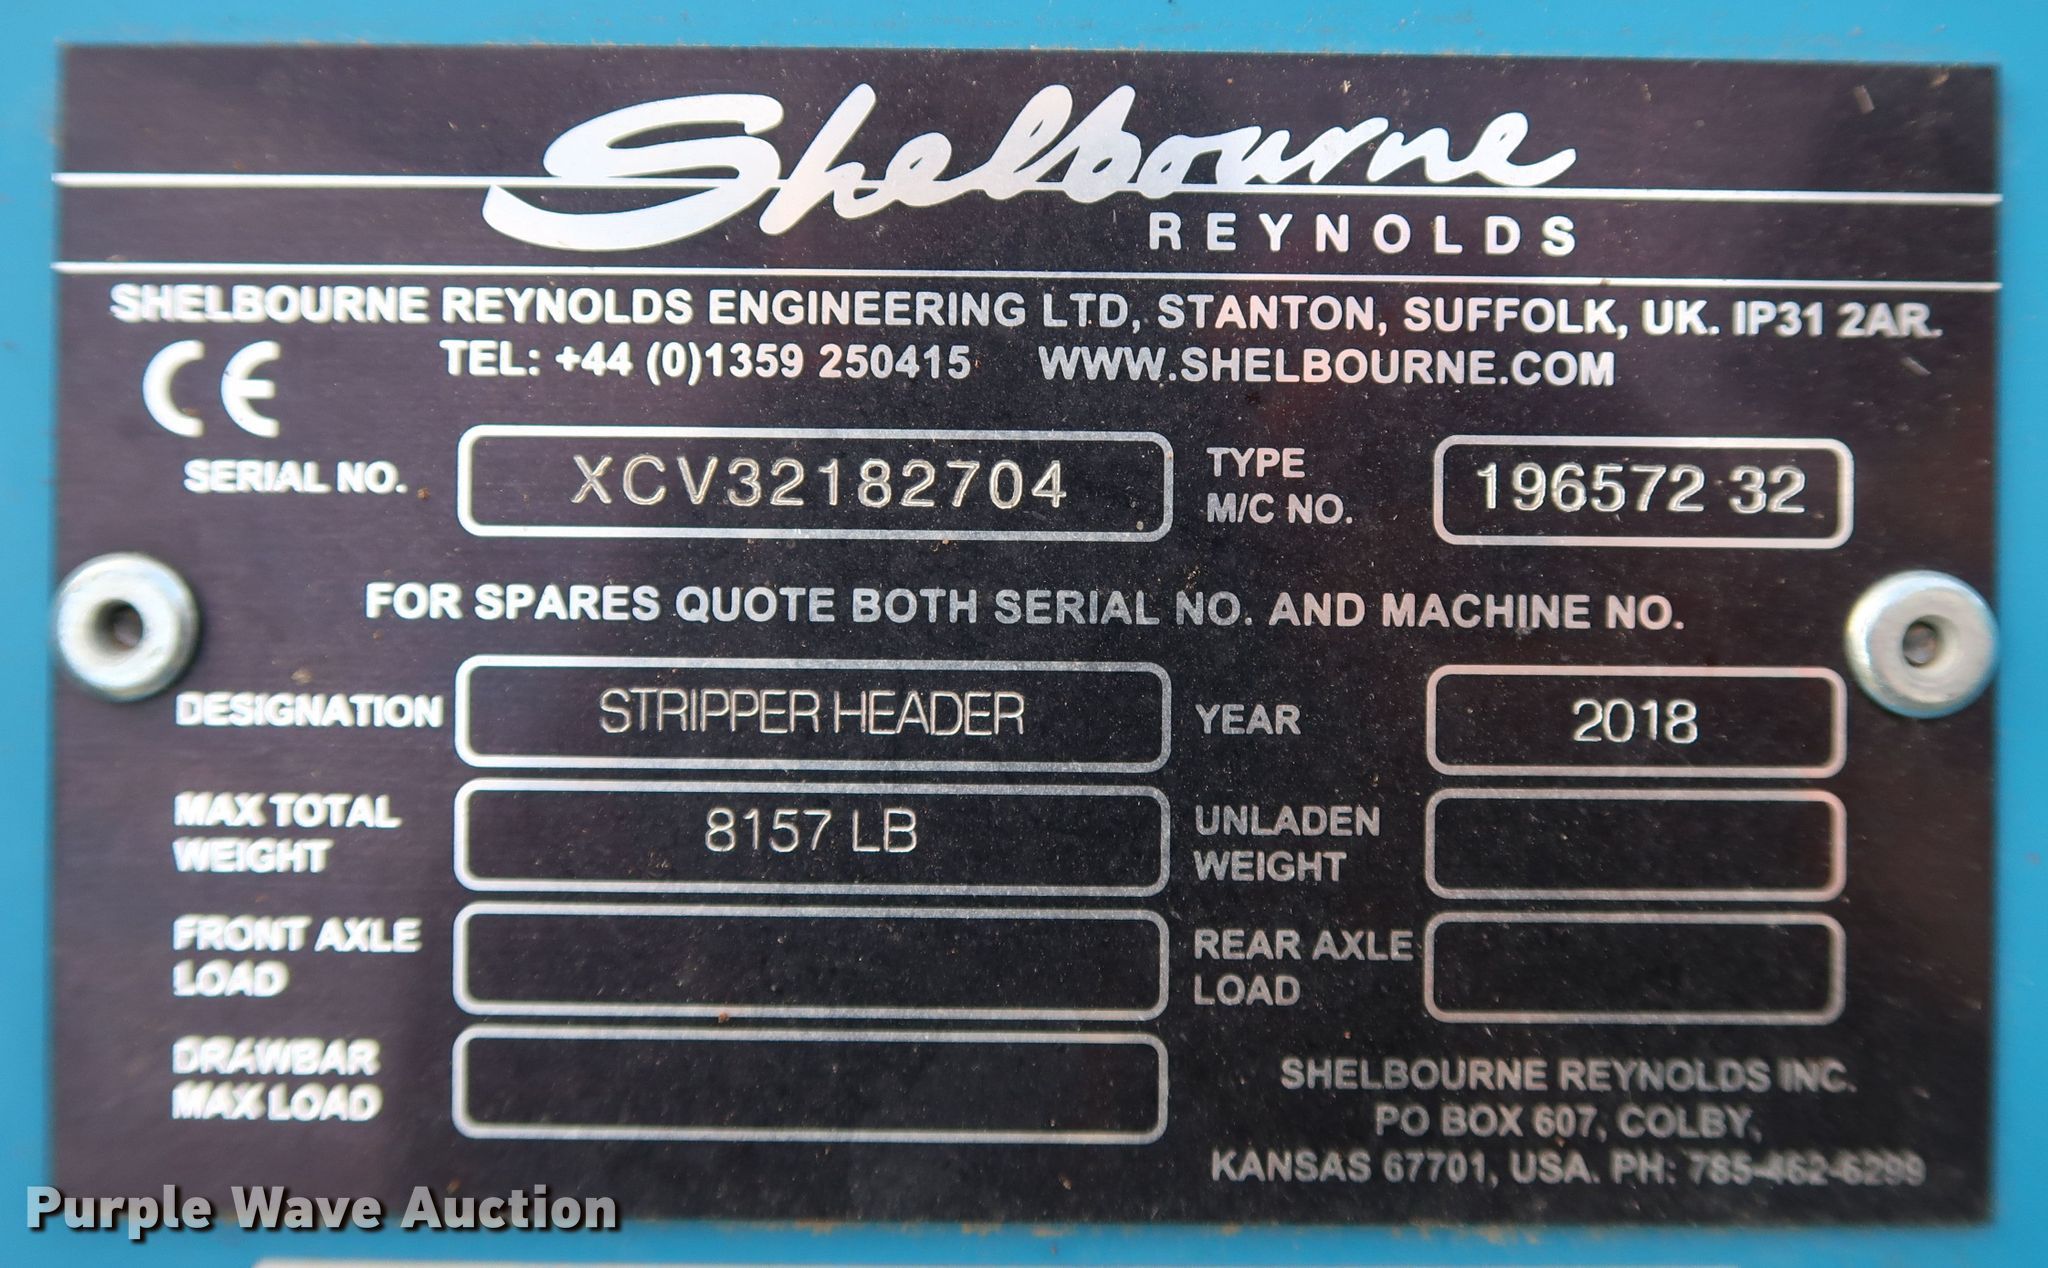 Shelbourne
REYNOLDS
SHELBOURNE REYNOLDS ENGINEERING LTD, STANTON, SUFFOLK, UK. IP31 2AR.
CE
TEL: +44 (0)1359 250415 WWW.SHELBOURNE.COM
SERIAL NO. XCV32182704
TYPE
M/C NO. 196572 32
FOR SPARES QUOTE BOTH SERIAL NO. AND MACHINE NO.
DESIGNATION STRIPPER HEADER YEAR 2018
MAX TOTAL
WEIGHT 8157 LB
UNLADEN
WEIGHT
FRONT AXLE
LOAD
REAR AXLE
LOAD
DRAWBAR
MAX LOAD
SHELBOURNE REYNOLDS INC.
PO BOX 607, COLBY,
KANSAS 67701, USA. PH: 785-462-6299
Purple Wave Auction